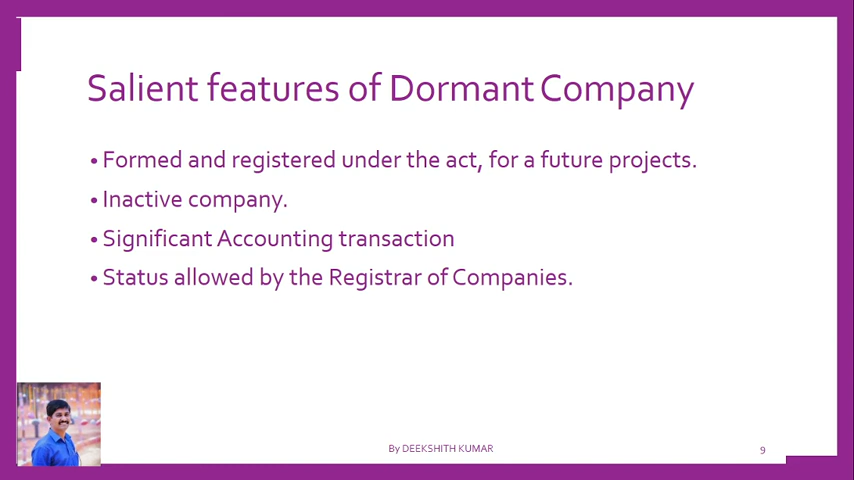 Salient features of Dormant Company
• Formed and registered under the act, for a future projects.
• Inactive company.
• Significant Accounting transaction
• Status allowed by the Registrar of Companies.
By DEEKSHITH KUMAR
9